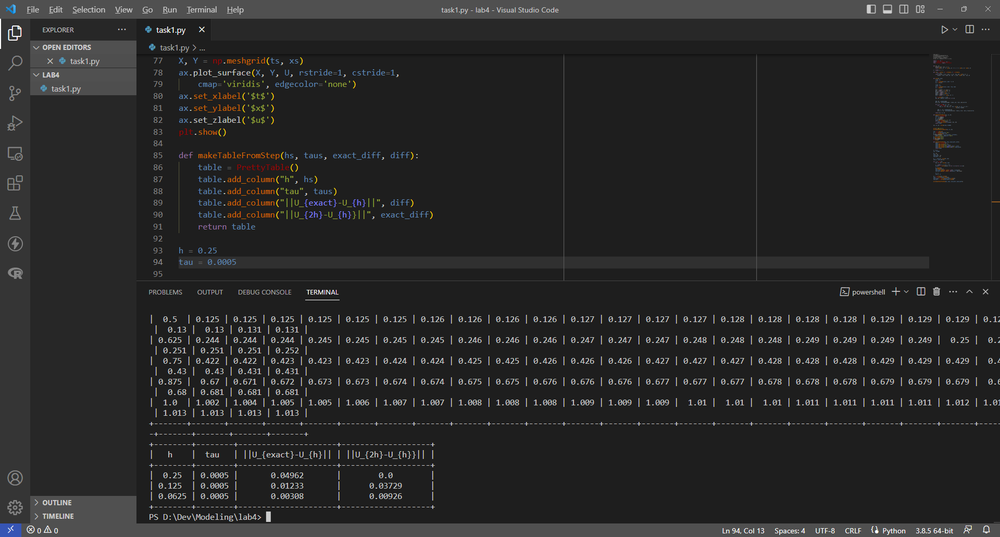 File Edit Selection View Go Run Terminal Help
task1.py - lab4 - Visual Studio Code
EXPLORER
OPEN EDITORS
task1.py
LAB4
task1.py
OUTLINE
TIMELINE
task1.py
task1.py > ...
77 X, Y = np.meshgrid(ts, xs)
78 ax.plot_surface(X, Y, U, rstride=1, cstride=1,
79 cmap='viridis', edgecolor='none')
80 ax.set_xlabel('$t$')
81 ax.set_ylabel('$x$')
82 ax.set_zlabel('$u$')
83 plt.show()
84
85 def makeTableFromStep(hs, taus, exact_diff, diff):
86 table = PrettyTable()
87 table.add_column("h", hs)
88 table.add_column("tau", taus)
89 table.add_column("||U_{exact}-U_{h}||", diff)
90 table.add_column("||U_{2h}-U_{h}}||", exact_diff)
91 return table
92
93 h = 0.25
94 tau = 0.0005
95
PROBLEMS OUTPUT DEBUG CONSOLE TERMINAL
powershell
| 0.5 | 0.125 | 0.125 | 0.125 | 0.125 | 0.125 | 0.125 | 0.126 | 0.126 | 0.126 | 0.126 | 0.127 | 0.127 | 0.127 | 0.127 | 0.128 | 0.128 | 0.128 | 0.128 | 0.129 | 0.129 | 0.129 | 0.12
| 0.13 | 0.13 | 0.131 | 0.131 |
| 0.625 | 0.244 | 0.244 | 0.244 | 0.245 | 0.245 | 0.245 | 0.245 | 0.246 | 0.246 | 0.246 | 0.247 | 0.247 | 0.247 | 0.248 | 0.248 | 0.248 | 0.249 | 0.249 | 0.249 | 0.249 | 0.25 | 0.2
| 0.251 | 0.251 | 0.251 | 0.252 |
| 0.75 | 0.422 | 0.422 | 0.423 | 0.423 | 0.423 | 0.424 | 0.424 | 0.425 | 0.425 | 0.426 | 0.426 | 0.426 | 0.427 | 0.427 | 0.427 | 0.428 | 0.428 | 0.428 | 0.429 | 0.429 | 0.429 | 0.4
| 0.43 | 0.43 | 0.431 | 0.431 |
| 0.875 | 0.67 | 0.671 | 0.672 | 0.673 | 0.673 | 0.674 | 0.674 | 0.675 | 0.675 | 0.676 | 0.676 | 0.676 | 0.677 | 0.677 | 0.677 | 0.678 | 0.678 | 0.678 | 0.679 | 0.679 | 0.679 | 0.6
| 0.68 | 0.681 | 0.681 | 0.681 |
| 1.0 | 1.002 | 1.004 | 1.005 | 1.005 | 1.006 | 1.007 | 1.007 | 1.008 | 1.008 | 1.008 | 1.009 | 1.009 | 1.009 | 1.01 | 1.01 | 1.01 | 1.011 | 1.011 | 1.011 | 1.011 | 1.012 | 1.01
| 1.013 | 1.013 | 1.013 | 1.013 |
| h | tau | ||U_{exact}-U_{h}|| | ||U_{2h}-U_{h}}|| |
| 0.25 | 0.0005 | 0.04962 | 0.0 |
| 0.125 | 0.0005 | 0.01233 | 0.03729 |
| 0.0625 | 0.0005 | 0.00308 | 0.00926 |
PS D:\Dev\Modeling\lab4>
0 0
Ln 94, Col 13 Spaces: 4 UTF-8 CRLF Python 3.8.5 64-bit